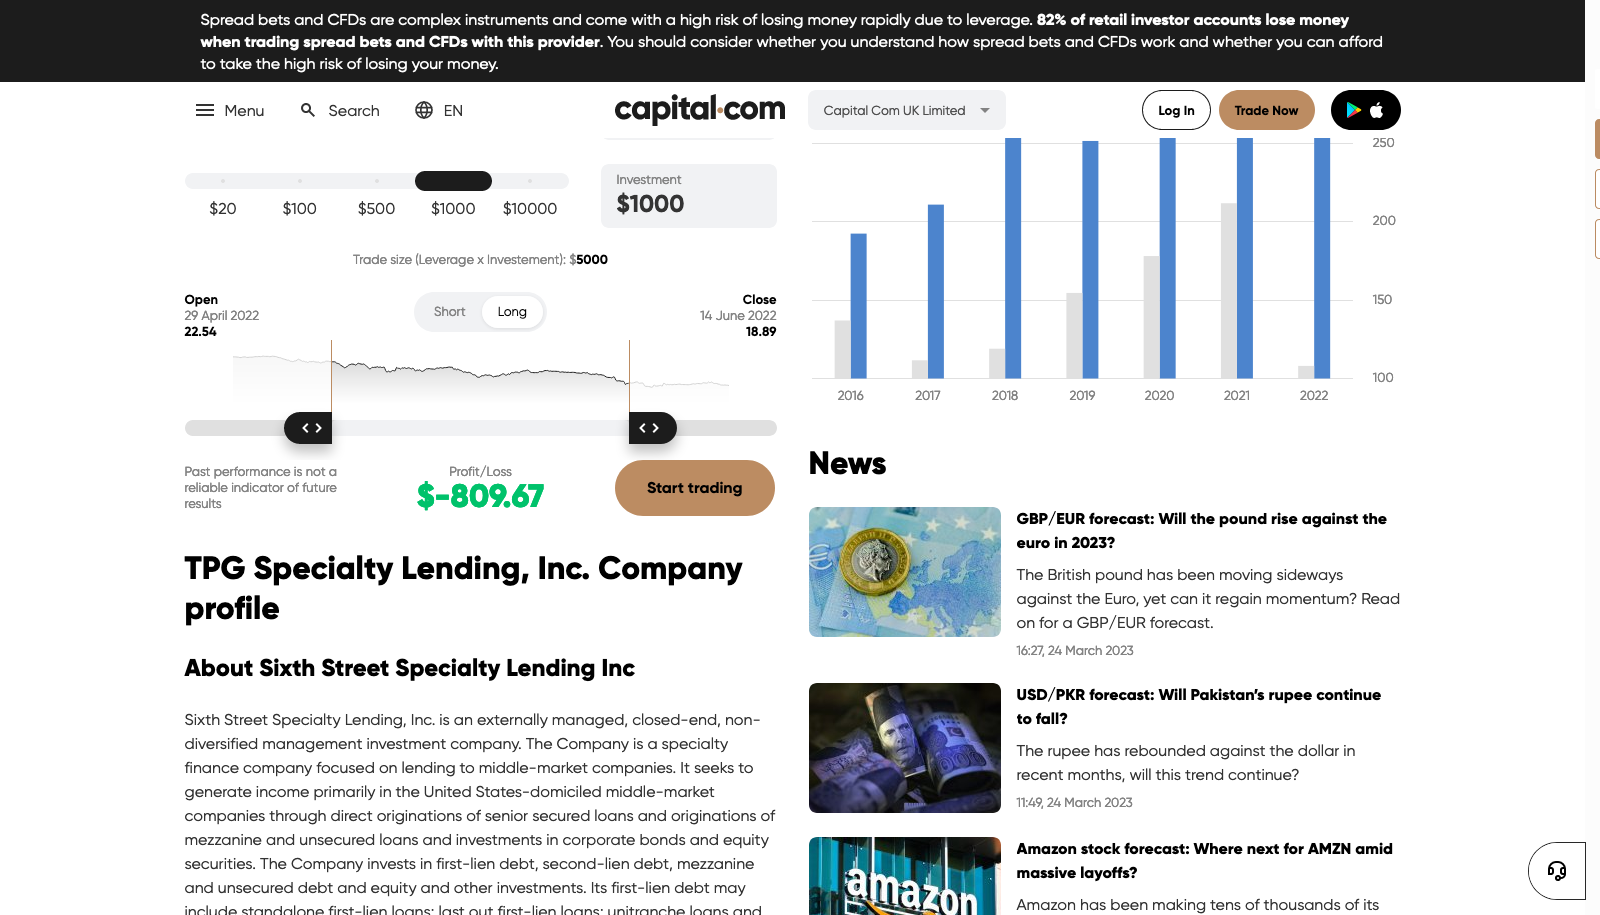 Spread bets and CFDs are complex instruments and come with a high risk of losing money rapidly due to leverage. 82% of retail investor accounts lose money
when trading spread bets and CFDs with this provider. You should consider whether you understand how spread bets and CFDs work and whether you can afford
to take the high risk of losing your money.
Menu
Search
EN
capital.com
Capital Com UK Limited
Log In
Trade Now
$20
$100
$500
$1000
$10000
Investment
$1000
Trade size (Leverage x Investement): $5000
Open
29 April 2022
22.54
Short
Long
Close
14 June 2022
18.89
Past performance is not a
reliable indicator of future
results
Profit/Loss
$-809.67
Start trading
TPG Specialty Lending, Inc. Company
profile
About Sixth Street Specialty Lending Inc
Sixth Street Specialty Lending, Inc. is an externally managed, closed-end, non-
diversified management investment company. The Company is a specialty
finance company focused on lending to middle-market companies. It seeks to
generate income primarily in the United States-domiciled middle-market
companies through direct originations of senior secured loans and originations of
mezzanine and unsecured loans and investments in corporate bonds and equity
securities. The Company invests in first-lien debt, second-lien debt, mezzanine
and unsecured debt and equity and other investments. Its first-lien debt may
include standalone first-lien loans; last out first-lien loans; unitranche loans and
250
200
150
100
2016
2017
2018
2019
2020
2021
2022
News
GBP/EUR forecast: Will the pound rise against the
euro in 2023?
The British pound has been moving sideways
against the Euro, yet can it regain momentum? Read
on for a GBP/EUR forecast.
16:27, 24 March 2023
USD/PKR forecast: Will Pakistan's rupee continue
to fall?
The rupee has rebounded against the dollar in
recent months, will this trend continue?
11:49, 24 March 2023
amazon
Amazon stock forecast: Where next for AMZN amid
massive layoffs?
Amazon has been making tens of thousands of its